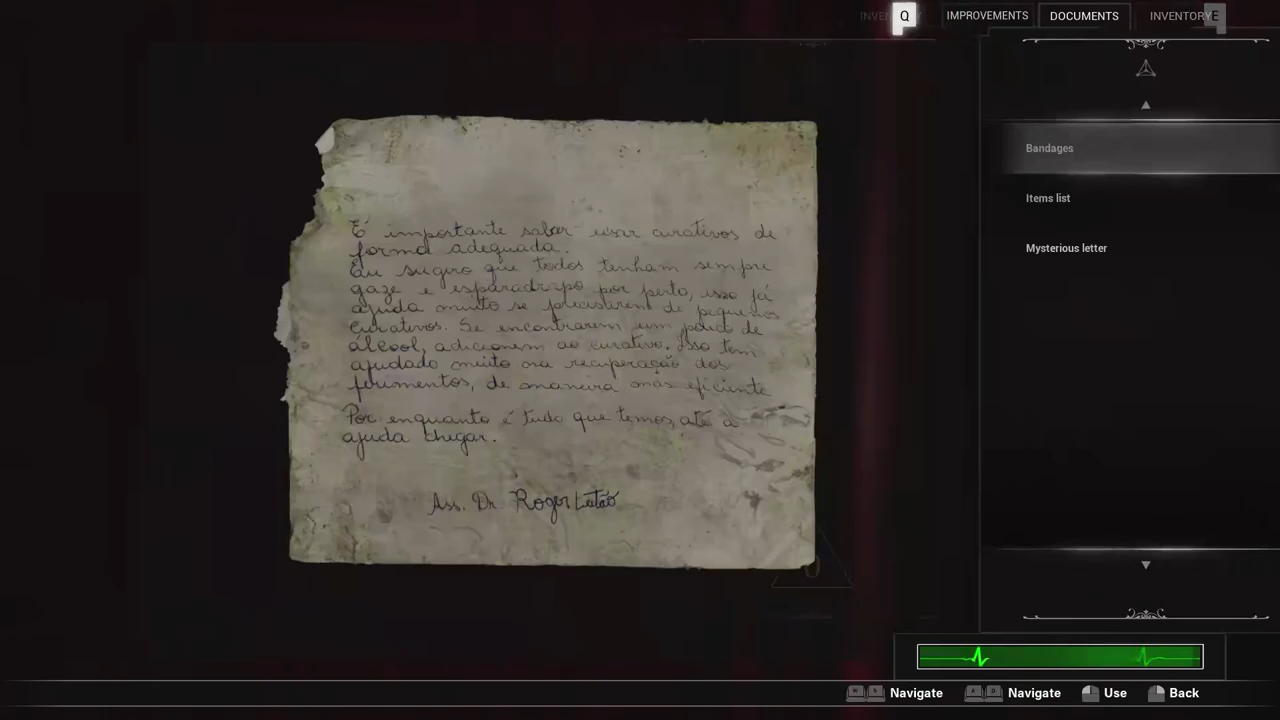 INVENTORY
Q
IMPROVEMENTS
DOCUMENTS
INVENTORY
E
É importante saber usar curativos de
forma adequada.
Eu sugiro que todos tenham sempre
gaze e esparadrapo por perto, isso já
ajuda muito se precisarem de pequenos
curativos. Se encontrarem um pouco de
álcool, adicionem ao curativo. Isso tem
ajudado muito na recuperação dos
ferimentos, de maneira mais eficiente
Por enquanto é tudo que temos, até a
ajuda chegar.
Ass. Dr. Roger Leitão
Bandages
Items list
Mysterious letter
W S Navigate A D Navigate Use Back